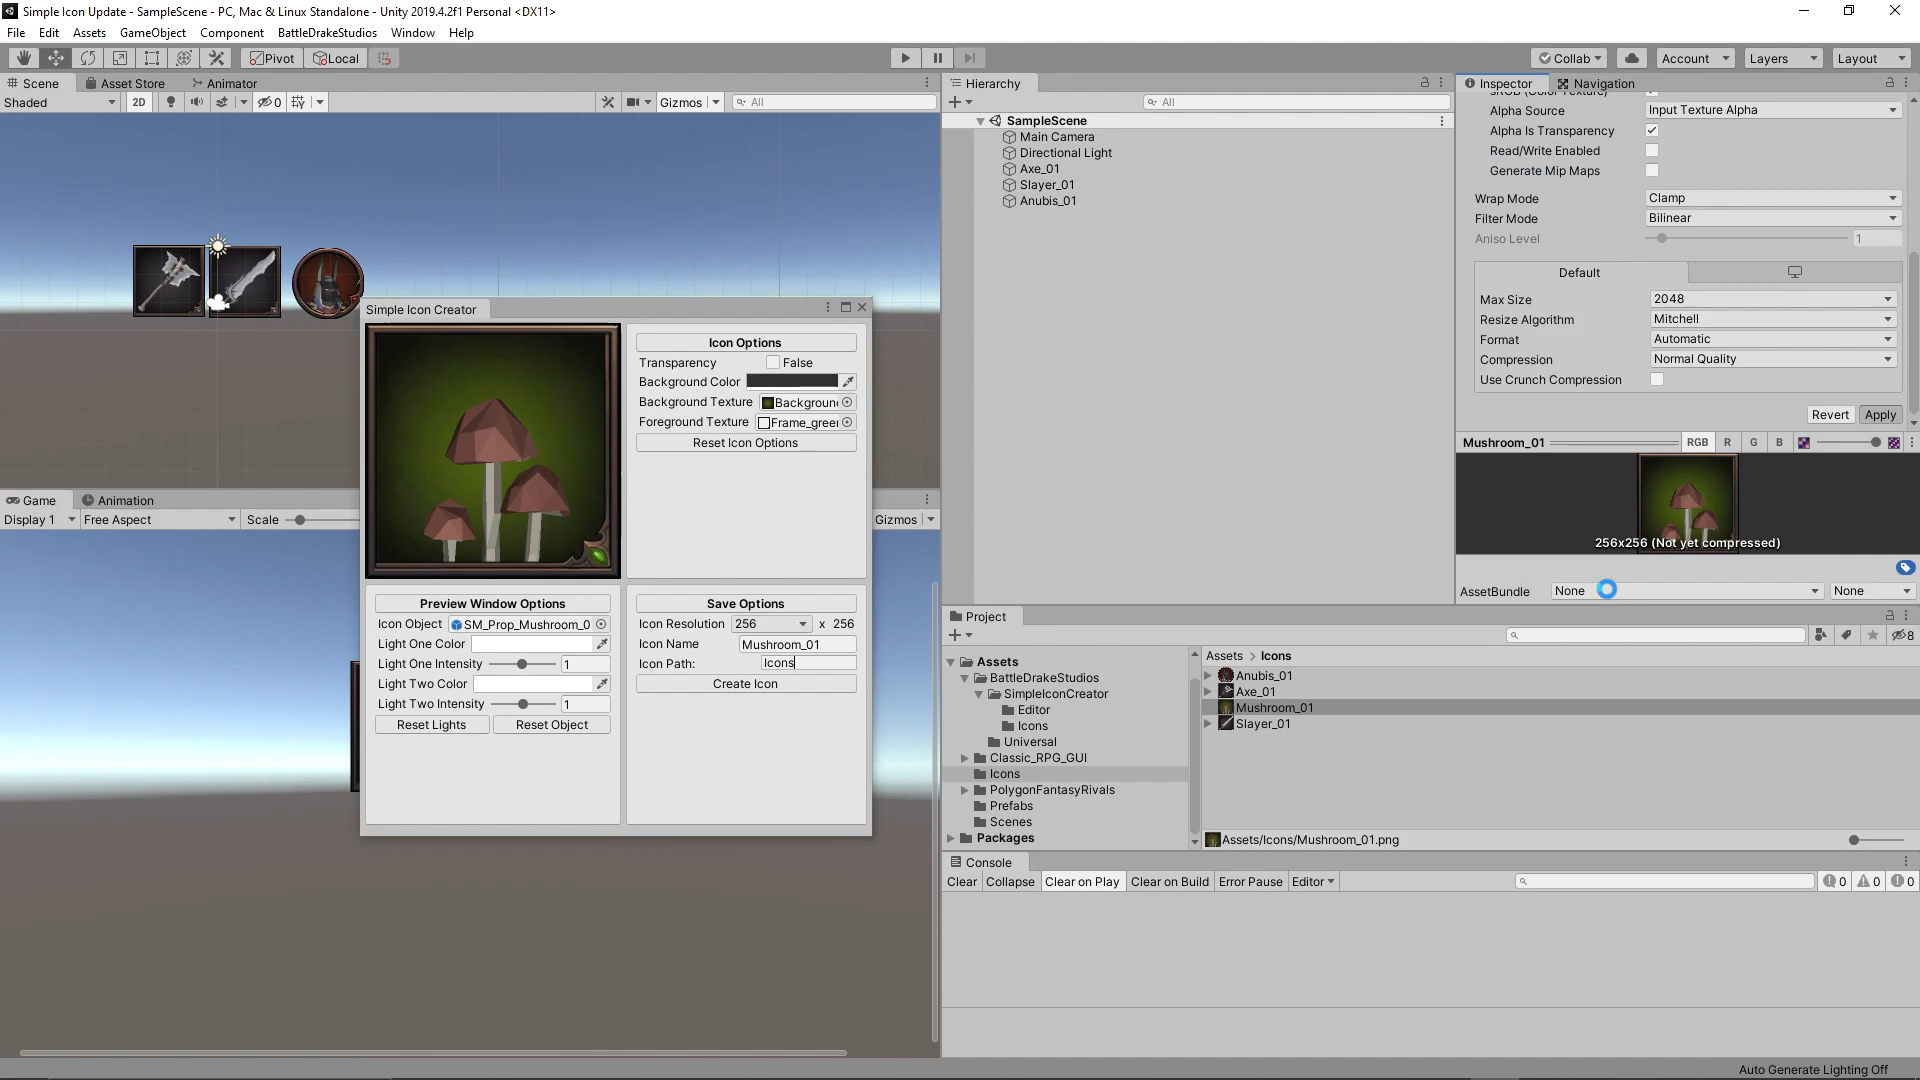 Simple Icon Update - SampleScene - PC, Mac & Linux Standalone - Unity 2019.4.2f1 Personal <DX11>
File Edit Assets GameObject Component BattleDrakeStudios Window Help
Pivot Local Collab Account Layers Layout
Scene Asset Store Animator
Shaded 2D 0 Gizmos All
Hierarchy
All
SampleScene
Main Camera
Directional Light
Axe_01
Slayer_01
Anubis_01
Inspector Navigation
sRGB (Color Texture)
Alpha Source Input Texture Alpha
Alpha Is Transparency
Read/Write Enabled
Generate Mip Maps
Wrap Mode Clamp
Filter Mode Bilinear
Aniso Level 1
Default
Max Size 2048
Resize Algorithm Mitchell
Format Automatic
Compression Normal Quality
Use Crunch Compression
Revert Apply
Mushroom_01 RGB R G B
256x256 (Not yet compressed)
AssetBundle None None
Simple Icon Creator
Icon Options
Transparency False
Background Color
Background Texture Background
Foreground Texture Frame_green
Reset Icon Options
Preview Window Options
Icon Object SM_Prop_Mushroom_0
Light One Color
Light One Intensity 1
Light Two Color
Light Two Intensity 1
Reset Lights Reset Object
Save Options
Icon Resolution 256 x 256
Icon Name Mushroom_01
Icon Path: Icons
Create Icon
Game Animation
Display 1 Free Aspect Scale Gizmos
Project
8
Assets
BattleDrakeStudios
SimpleIconCreator
Editor
Icons
Universal
Classic_RPG_GUI
Icons
PolygonFantasyRivals
Prefabs
Scenes
Packages
Assets Icons
Anubis_01
Axe_01
Mushroom_01
Slayer_01
Assets/Icons/Mushroom_01.png
Console
Clear Collapse Clear on Play Clear on Build Error Pause Editor 0 0 0
Auto Generate Lighting Off